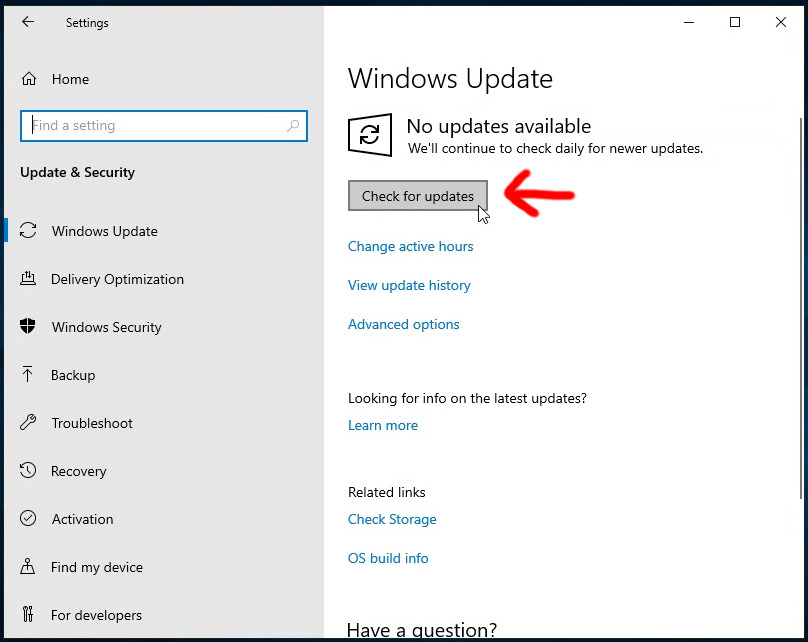 Settings
Home
Find a setting
Update & Security
Windows Update
Delivery Optimization
Windows Security
Backup
Troubleshoot
Recovery
Activation
Find my device
For developers
Windows Update
No updates available
We'll continue to check daily for newer updates.
Check for updates
Change active hours
View update history
Advanced options
Looking for info on the latest updates?
Learn more
Related links
Check Storage
OS build info
Have a question?